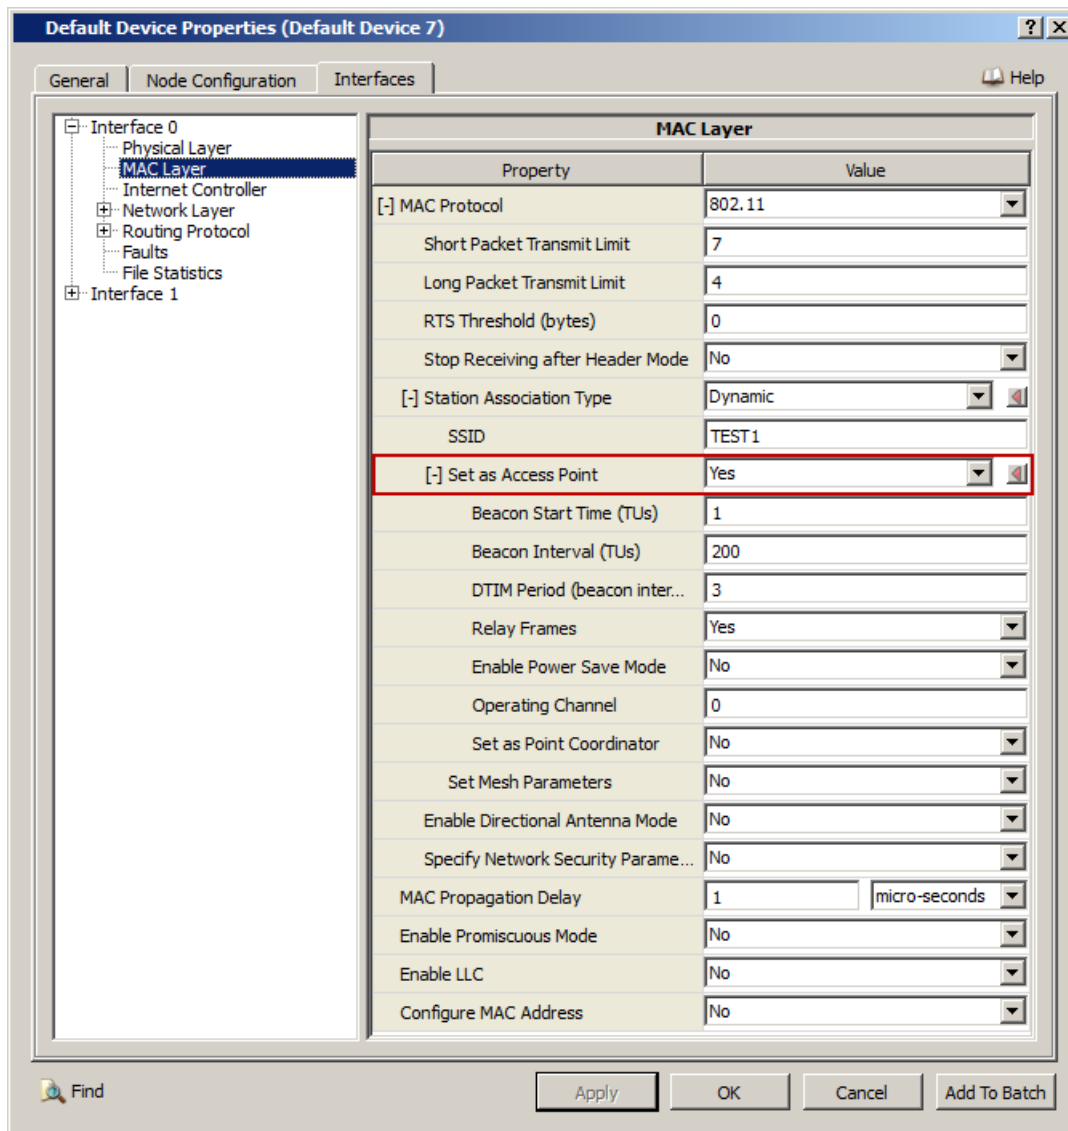 Default Device Properties (Default Device 7)
? X
General Node Configuration Interfaces Help
Interface 0
Physical Layer
MAC Layer
Internet Controller
Network Layer
Routing Protocol
Faults
File Statistics
Interface 1
MAC Layer
Property Value
[-] MAC Protocol 802.11
Short Packet Transmit Limit 7
Long Packet Transmit Limit 4
RTS Threshold (bytes) 0
Stop Receiving after Header Mode No
[-] Station Association Type Dynamic
SSID TEST1
[-] Set as Access Point Yes
Beacon Start Time (TUs) 1
Beacon Interval (TUs) 200
DTIM Period (beacon inter... 3
Relay Frames Yes
Enable Power Save Mode No
Operating Channel 0
Set as Point Coordinator No
Set Mesh Parameters No
Enable Directional Antenna Mode No
Specify Network Security Parame... No
MAC Propagation Delay 1 micro-seconds
Enable Promiscuous Mode No
Enable LLC No
Configure MAC Address No
Find Apply OK Cancel Add To Batch